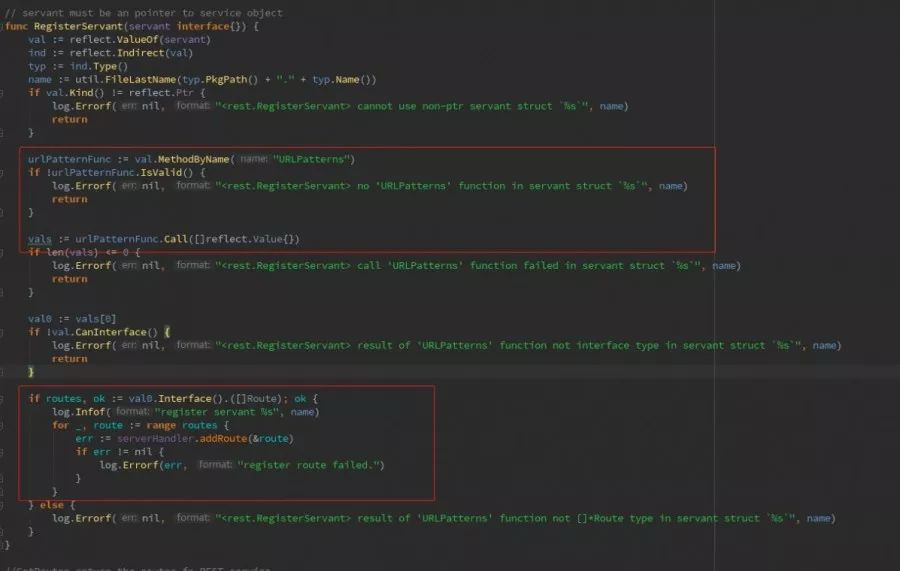 // servant must be an pointer to service object
func RegisterServant(servant interface{}) {
val := reflect.ValueOf(servant)
ind := reflect.Indirect(val)
typ := ind.Type()
name := util.FileLastName(typ.PkgPath() + "." + typ.Name())
if val.Kind() != reflect.Ptr {
log.Errorf( err: nil, format: "<rest.RegisterServant> cannot use non-ptr servant struct `%s`", name)
return
}
urlPatternFunc := val.MethodByName( name: "URLPatterns")
if !urlPatternFunc.IsValid() {
log.Errorf( err: nil, format: "<rest.RegisterServant> no 'URLPatterns' function in servant struct `%s`", name)
return
}
vals := urlPatternFunc.Call([]reflect.Value{})
if len(vals) <= 0 {
log.Errorf( err: nil, format: "<rest.RegisterServant> call 'URLPatterns' function failed in servant struct `%s`", name)
return
}
val0 := vals[0]
if !val.CanInterface() {
log.Errorf( err: nil, format: "<rest.RegisterServant> result of 'URLPatterns' function not interface type in servant struct `%s`", name)
return
}
if routes, ok := val0.Interface().([]Route); ok {
log.Infof( format: "register servant %s", name)
for _, route := range routes {
err := serverHandler.addRoute(&route)
if err != nil {
log.Errorf(err, format: "register route failed.")
}
}
} else {
log.Errorf( err: nil, format: "<rest.RegisterServant> result of 'URLPatterns' function not []*Route type in servant struct `%s`", name)
}
}